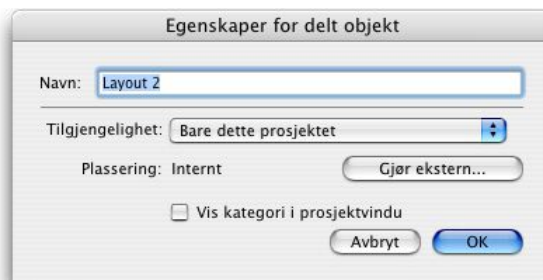 Egenskaper for delt objekt
Navn: Layout 2
Tilgjengelighet: Bare dette prosjektet
Plassering: Internt Gjør ekstern...
Vis kategori i prosjektvindu
Avbryt OK